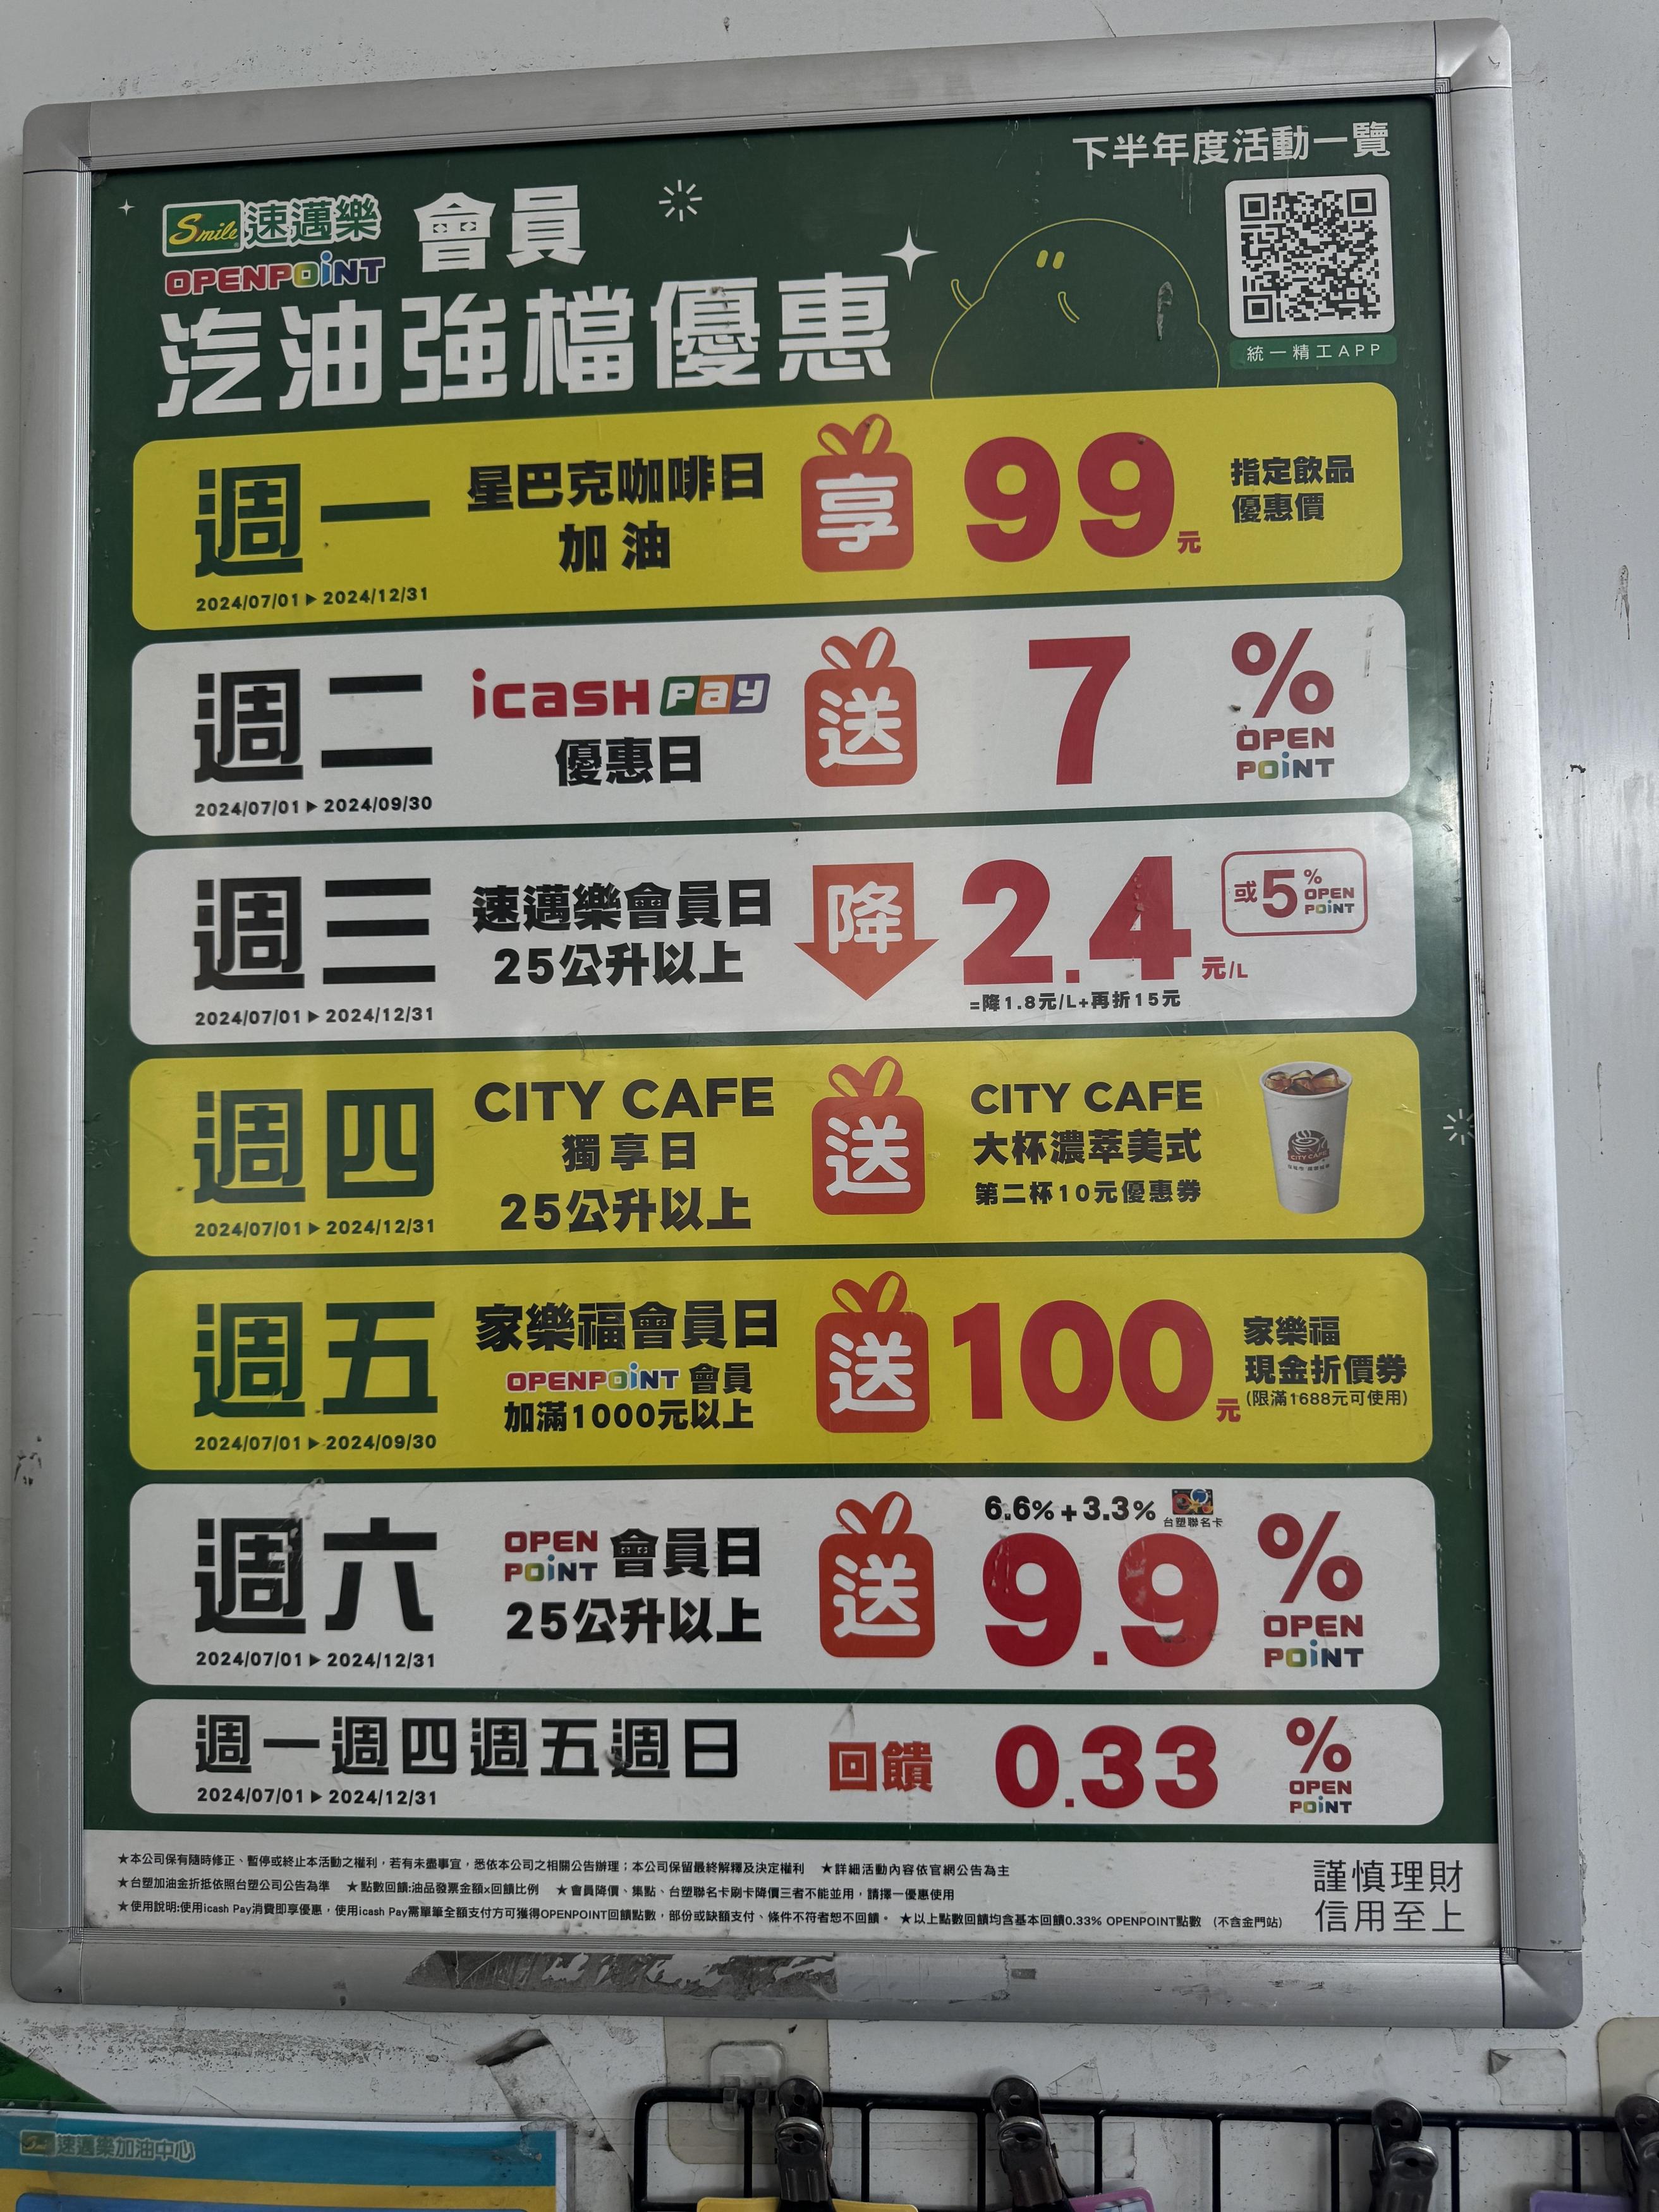 下半年度活動一覽
Smile 速邁樂 會員
OPENPOINT
汽油強檔優惠
統一精工APP
週一
2024/07/01▶2024/12/31
星巴克咖啡日
加油
享
99元
指定飲品
優惠價
週二
2024/07/01▶2024/09/30
icash Pay
優惠日
送
7%
OPEN
POINT
週三
2024/07/01▶2024/12/31
速邁樂會員日
25公升以上
降
2.4元/L
=降1.8元/L+再折15元
或5% OPEN POINT
週四
2024/07/01▶2024/12/31
CITY CAFE
獨享日
25公升以上
送
CITY CAFE
大杯濃萃美式
第二杯10元優惠券
CITY CAFE
週五
2024/07/01▶2024/09/30
家樂福會員日
OPENPOINT 會員
加滿1000元以上
送
100元
家樂福
現金折價券
(限滿1688元可使用)
週六
2024/07/01▶2024/12/31
OPEN POINT 會員日
25公升以上
送
6.6%+3.3% 台塑聯名卡
9.9%
OPEN
POINT
週一週四週五週日
2024/07/01▶2024/12/31
回饋
0.33%
OPEN
POINT
★本公司保有隨時修正、暫停或終止本活動之權利，若有未盡事宜，悉依本公司之相關公告辦理；本公司保留最終解釋及決定權利 ★詳細活動內容依官網公告為主
★台塑加油金折抵依照台塑公司公告為準 ★點數回饋:油品發票金額x回饋比例 ★會員降價、集點、台塑聯名卡刷卡降價三者不能並用，請擇一優惠使用
★使用說明:使用icash Pay消費即享優惠，使用icash Pay需單筆全額支付方可獲得OPENPOINT回饋點數，部份或缺額支付、條件不符者恕不回饋。 ★以上點數回饋均含基本回饋0.33% OPENPOINT點數 (不含金門站)
謹慎理財
信用至上
Smile 速邁樂加油中心